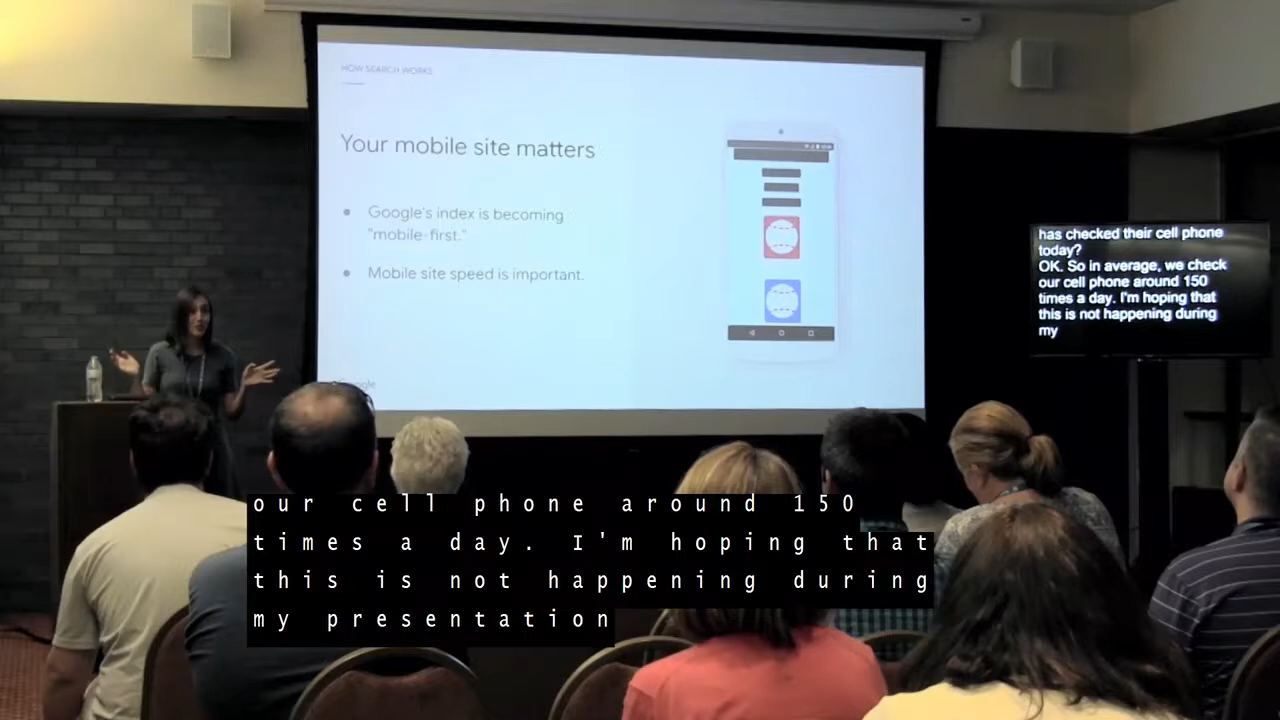 HOW SEARCH WORKS
Your mobile site matters
• Google's index is becoming
"mobile-first."
• Mobile site speed is important.
Google
has checked their cell phone
today?
OK. So in average, we check
our cell phone around 150
times a day. I'm hoping that
this is not happening during
my
our cell phone around 150
times a day. I'm hoping that
this is not happening during
my presentation